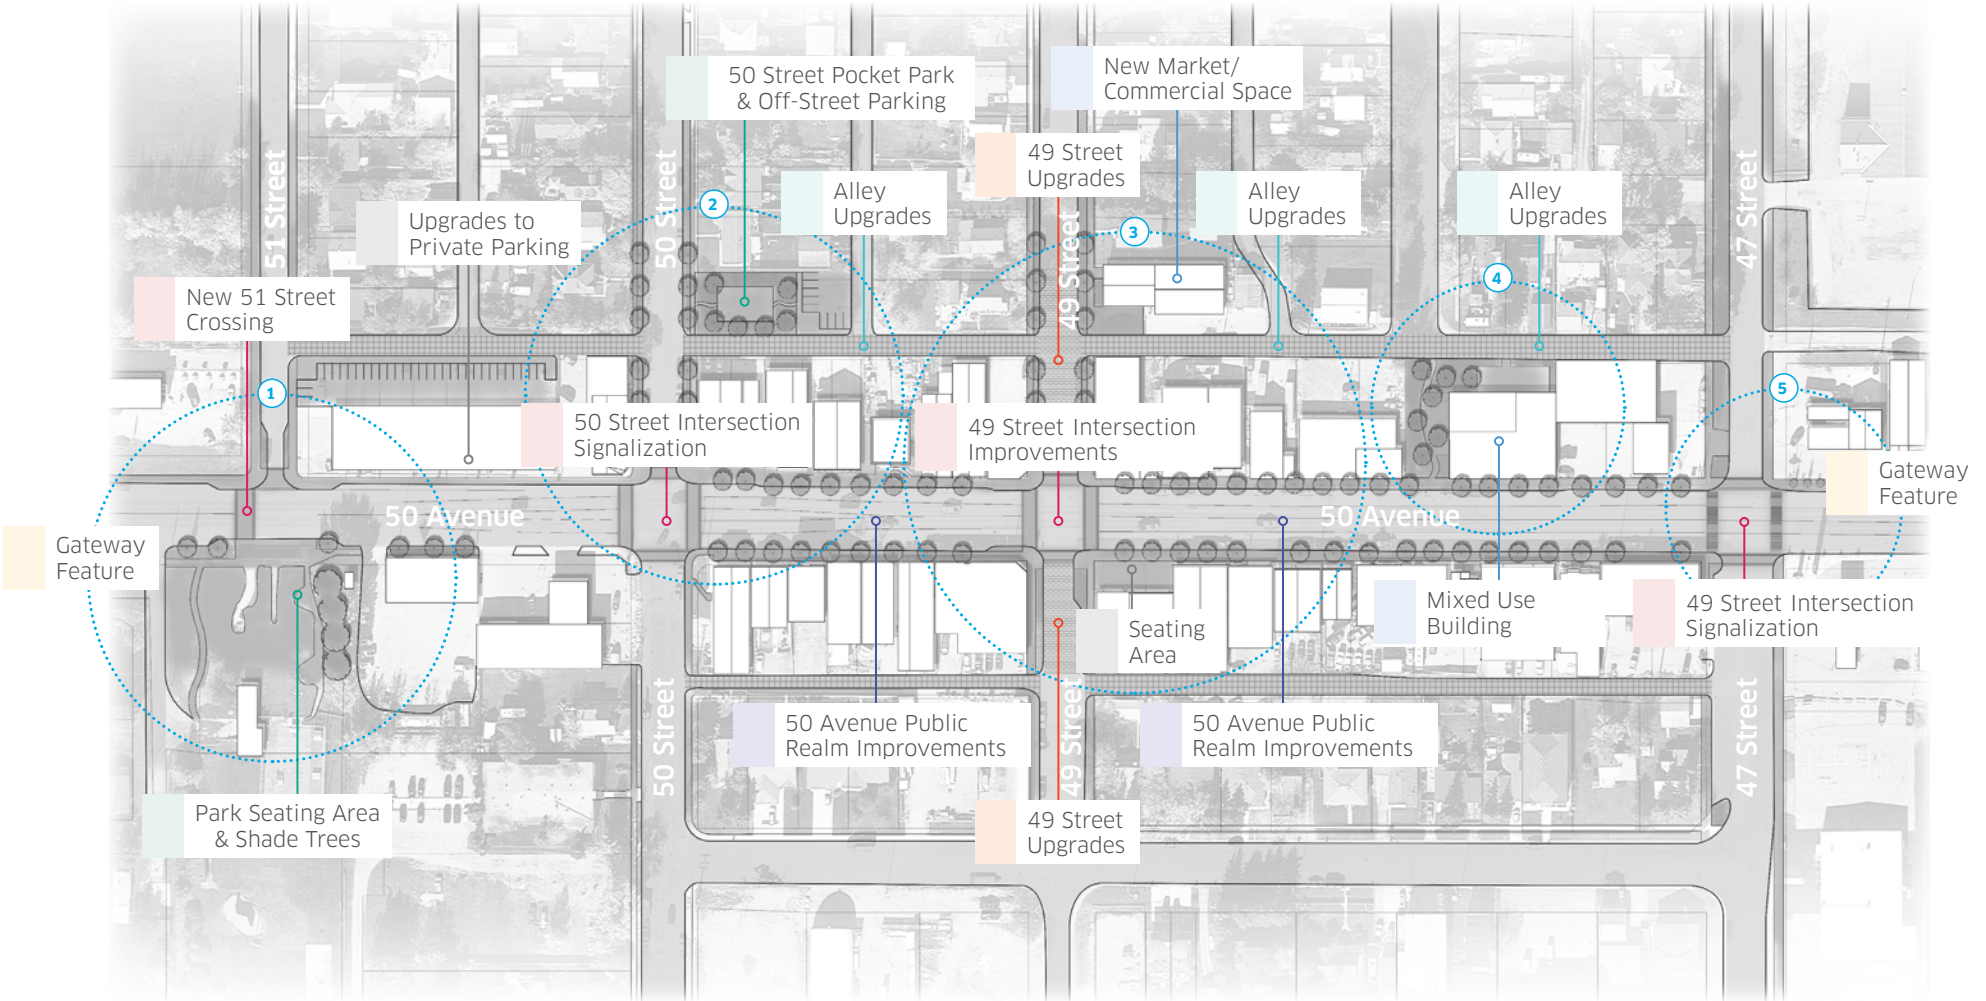 50 Street Pocket Park
& Off-Street Parking
New Market/
Commercial Space
49 Street
Upgrades
Alley
Upgrades
Alley
Upgrades
Alley
Upgrades
51 Street
50 Street
49 Street
47 Street
Upgrades to
Private Parking
2
3
4
New 51 Street
Crossing
1
5
50 Street Intersection
Signalization
49 Street Intersection
Improvements
Gateway
Feature
50 Avenue
50 Avenue
Gateway
Feature
Mixed Use
Building
49 Street Intersection
Signalization
Seating
Area
50 Street
49 Street
47 Street
50 Avenue Public
Realm Improvements
50 Avenue Public
Realm Improvements
Park Seating Area
& Shade Trees
49 Street
Upgrades